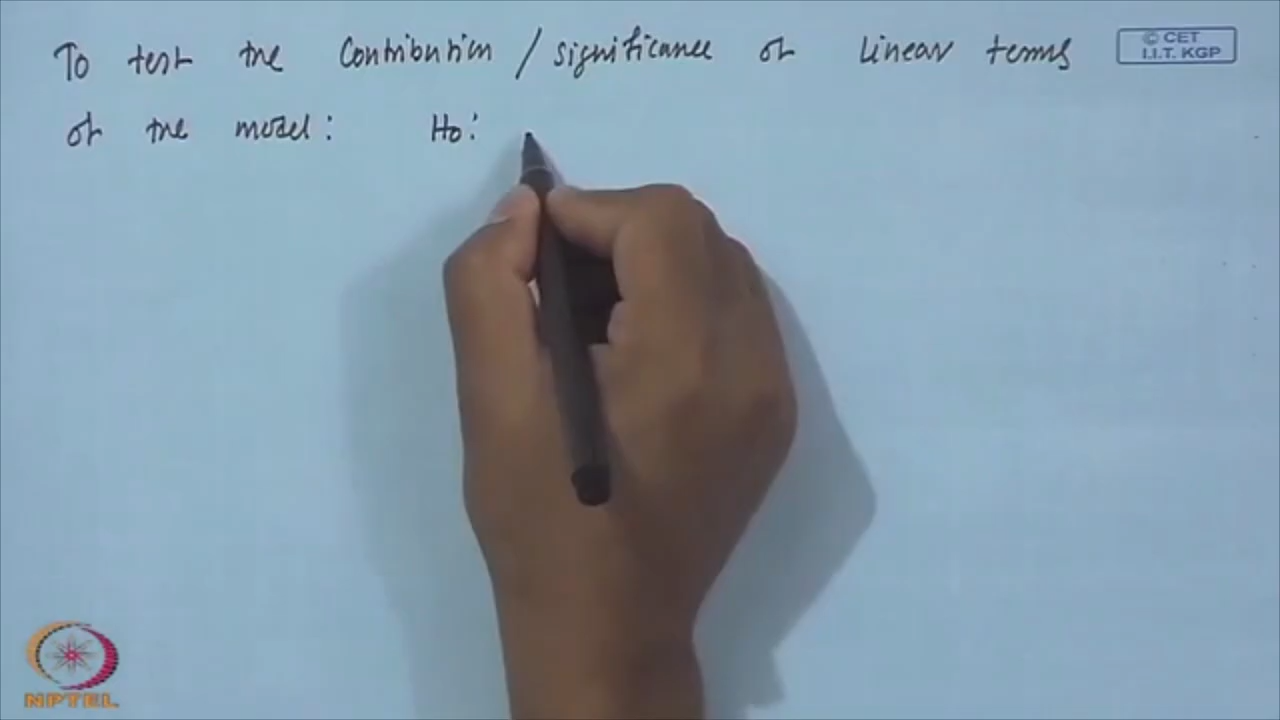 To test the Contribution / significance of linear terms
© CET
I.I.T. KGP
of the model : Ho:
NPTEL